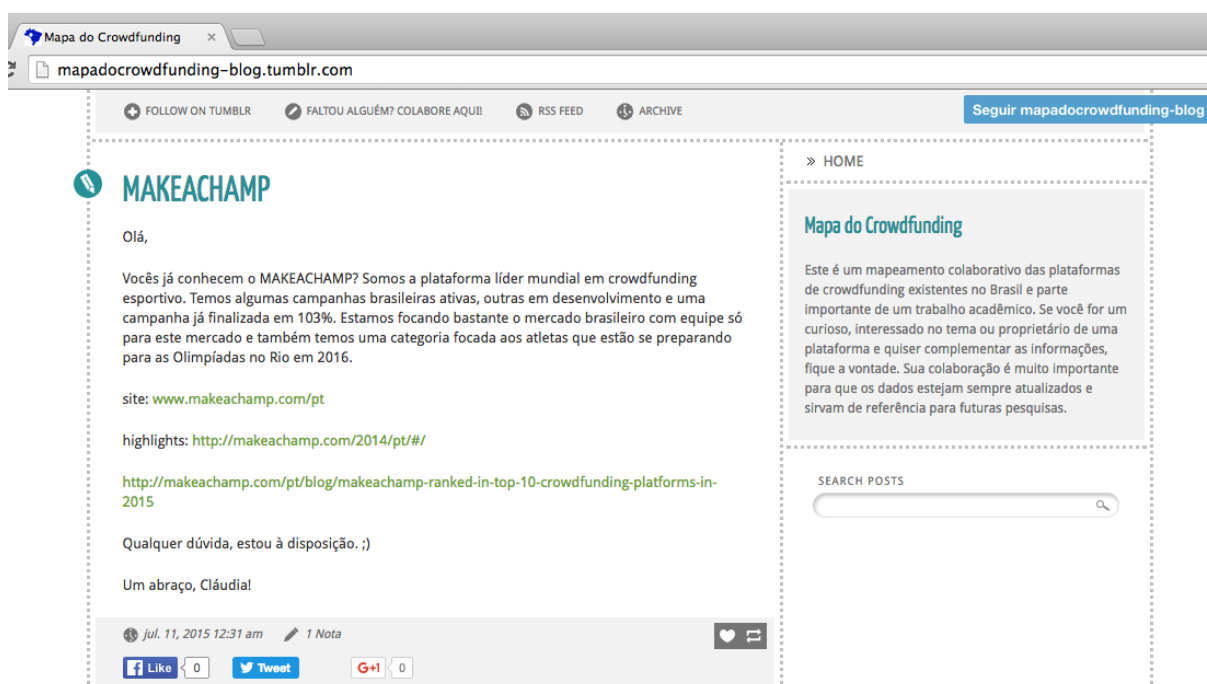 Mapa do Crowdfunding
mapadocrowdfunding-blog.tumblr.com
FOLLOW ON TUMBLR
FALTOU ALGUÉM? COLABORE AQUI!
RSS FEED
ARCHIVE
Seguir mapadocrowdfunding-blog
MAKEACHAMP
Olá,
Vocês já conhecem o MAKEACHAMP? Somos a plataforma líder mundial em crowdfunding
esportivo. Temos algumas campanhas brasileiras ativas, outras em desenvolvimento e uma
campanha já finalizada em 103%. Estamos focando bastante o mercado brasileiro com equipe só
para este mercado e também temos uma categoria focada aos atletas que estão se preparando
para as Olimpíadas no Rio em 2016.
site: www.makeachamp.com/pt
highlights: http://makeachamp.com/2014/pt/#/
http://makeachamp.com/pt/blog/makeachamp-ranked-in-top-10-crowdfunding-platforms-in-
2015
Qualquer dúvida, estou à disposição. ;)
Um abraço, Cláudia!
jul. 11, 2015 12:31 am
1 Nota
Like
0
Tweet
G+1
0
» HOME
Mapa do Crowdfunding
Este é um mapeamento colaborativo das plataformas
de crowdfunding existentes no Brasil e parte
importante de um trabalho acadêmico. Se você for um
curioso, interessado no tema ou proprietário de uma
plataforma e quiser complementar as informações,
fique a vontade. Sua colaboração é muito importante
para que os dados estejam sempre atualizados e
sirvam de referência para futuras pesquisas.
SEARCH POSTS